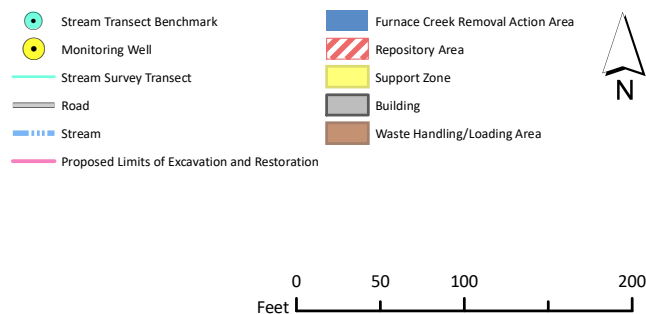 Stream Transect Benchmark
Monitoring Well
Stream Survey Transect
Road
Stream
Proposed Limits of Excavation and Restoration
Furnace Creek Removal Action Area
Repository Area
Support Zone
Building
Waste Handling/Loading Area
N
0 50 100 200
Feet